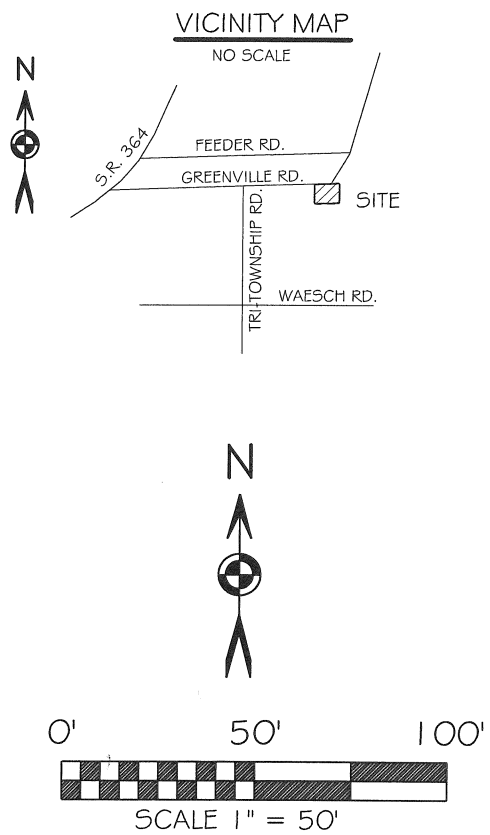 VICINITY MAP
NO SCALE
N
S.R. 364
FEEDER RD.
GREENVILLE RD.
SITE
TRI-TOWNSHIP RD.
WAESCH RD.
N
0' 50' 100'
SCALE 1" = 50'